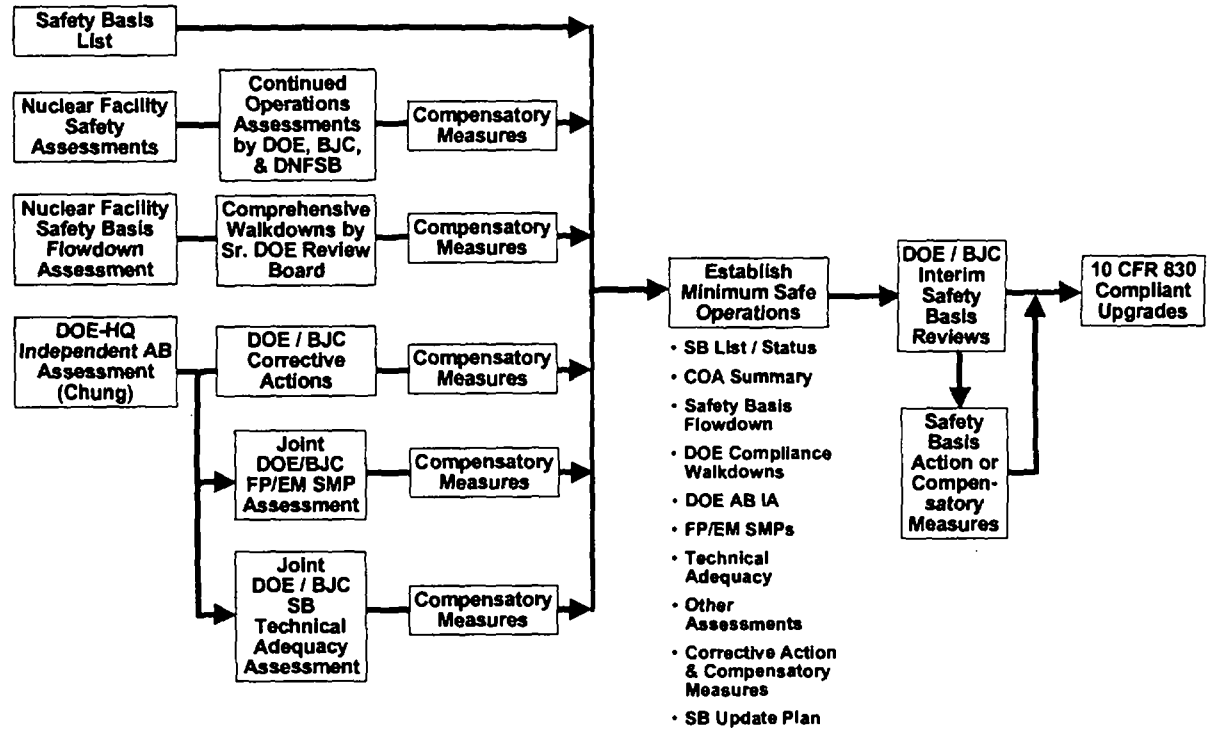 Safety Basis
List
Nuclear Facility
Safety
Assessments
Continued
Operations
Assessments
by DOE, BJC,
& DNFSB
Compensatory
Measures
Nuclear Facility
Safety Basis
Flowdown
Assessment
Comprehensive
Walkdowns by
Sr. DOE Review
Board
Compensatory
Measures
DOE-HQ
Independent AB
Assessment
(Chung)
DOE / BJC
Corrective
Actions
Compensatory
Measures
Joint
DOE/BJC
FP/EM SMP
Assessment
Compensatory
Measures
Joint
DOE / BJC
SB
Technical
Adequacy
Assessment
Compensatory
Measures
Establish
Minimum Safe
Operations
• SB List / Status
• COA Summary
• Safety Basis
Flowdown
• DOE Compliance
Walkdowns
• DOE AB IA
• FP/EM SMPs
• Technical
Adequacy
• Other
Assessments
• Corrective Action
& Compensatory
Measures
• SB Update Plan
DOE / BJC
Interim
Safety
Basis
Reviews
Safety
Basis
Action or
Compen-
satory
Measures
10 CFR 830
Compliant
Upgrades